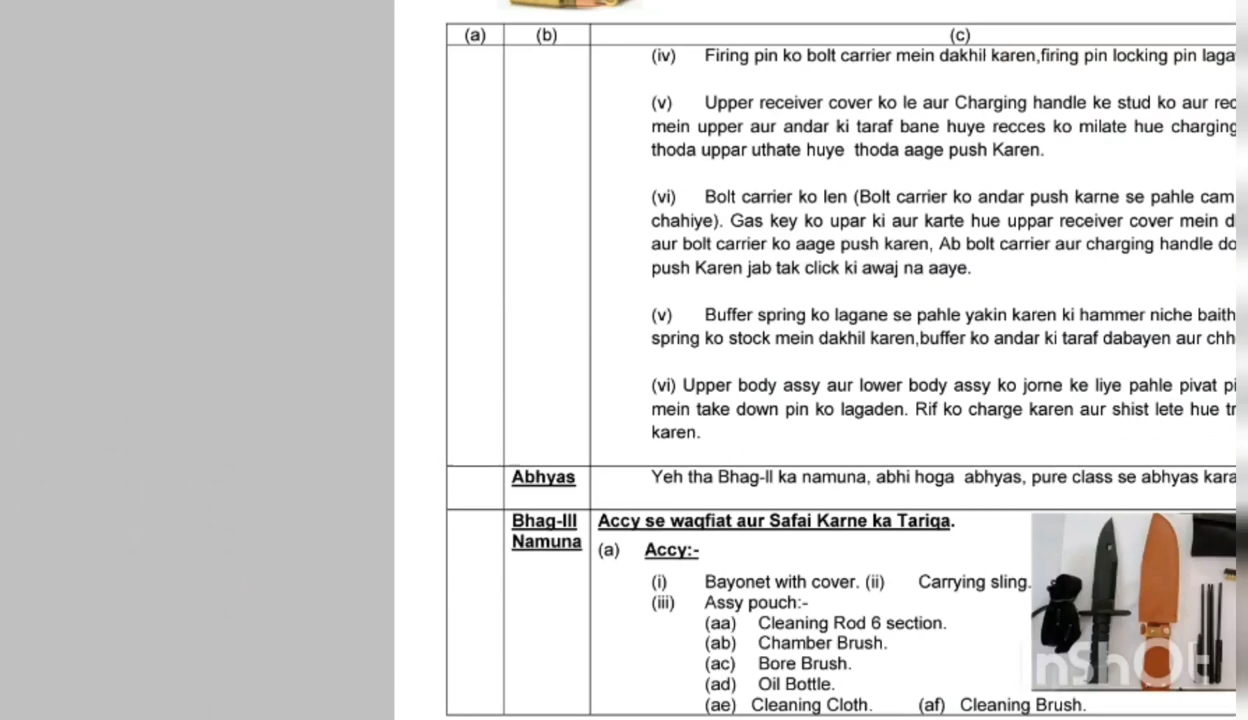 (a) (b) (c)
(iv) Firing pin ko bolt carrier mein dakhil karen,firing pin locking pin laga
(v) Upper receiver cover ko le aur Charging handle ke stud ko aur rec
mein upper aur andar ki taraf bane huye recces ko milate hue charging
thoda uppar uthate huye thoda aage push Karen.
(vi) Bolt carrier ko len (Bolt carrier ko andar push karne se pahle cam
chahiye). Gas key ko upar ki aur karte hue uppar receiver cover mein d
aur bolt carrier ko aage push karen, Ab bolt carrier aur charging handle do
push Karen jab tak click ki awaj na aaye.
(v) Buffer spring ko lagane se pahle yakin karen ki hammer niche baith
spring ko stock mein dakhil karen,buffer ko andar ki taraf dabayen aur chh
(vi) Upper body assy aur lower body assy ko jorne ke liye pahle pivat pi
mein take down pin ko lagaden. Rif ko charge karen aur shist lete hue tr
karen.
Abhyas Yeh tha Bhag-II ka namuna, abhi hoga abhyas, pure class se abhyas kara
Bhag-III Accy se waqfiat aur Safai Karne ka Tariqa.
Namuna (a) Accy:-
(i) Bayonet with cover. (ii) Carrying sling.
(iii) Assy pouch:-
(aa) Cleaning Rod 6 section.
(ab) Chamber Brush.
(ac) Bore Brush.
(ad) Oil Bottle.
(ae) Cleaning Cloth. (af) Cleaning Brush.
InShOt